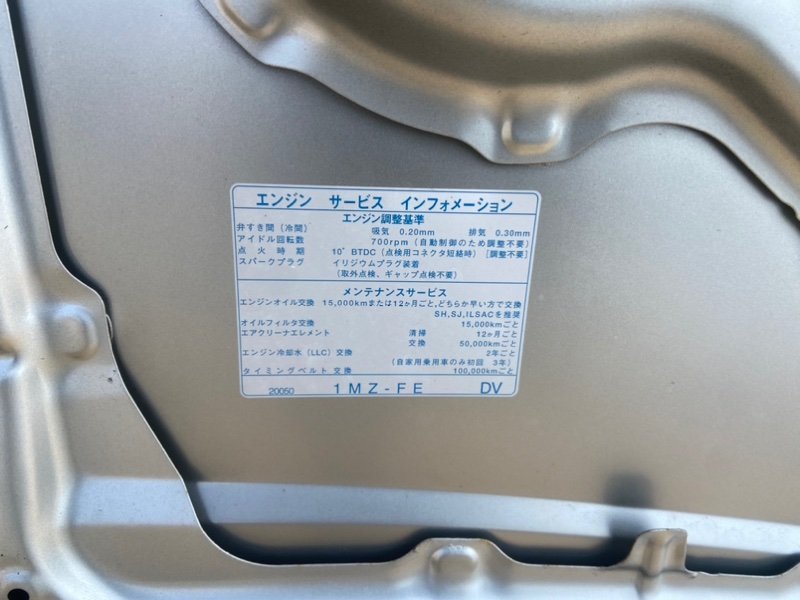 エンジン サービス インフォメーション
エンジン調整基準
弁すき間（冷間） 吸気 0.20mm 排気 0.30mm
アイドル回転数 700rpm（自動制御のため調整不要）
点火時期 10°BTDC（点検用コネクタ短絡時）［調整不要］
スパークプラグ イリジウムプラグ装着
（取外点検、ギャップ点検不要）
メンテナンスサービス
エンジンオイル交換 15,000kmまたは12ヵ月ごと,どちらか早い方で交換
SH,SJ,ILSACを推奨
オイルフィルタ交換 15,000kmごと
エアクリーナエレメント 清掃 12ヵ月ごと
交換 50,000kmごと
エンジン冷却水（LLC）交換 2年ごと
（自家用乗用車のみ初回 3年）
タイミングベルト交換 100,000kmごと
20050 1MZ-FE DV